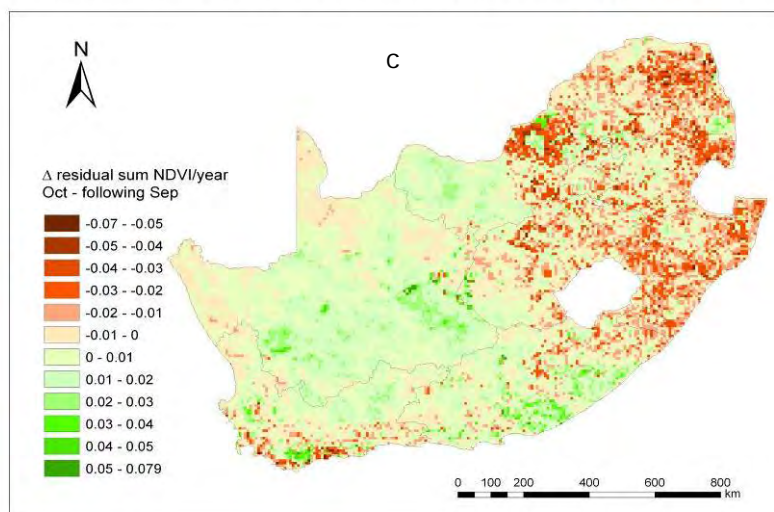 N
C
Δ residual sum NDVI/year
Oct - following Sep
-0.07 - -0.05
-0.05 - -0.04
-0.04 - -0.03
-0.03 - -0.02
-0.02 - -0.01
-0.01 - 0
0 - 0.01
0.01 - 0.02
0.02 - 0.03
0.03 - 0.04
0.04 - 0.05
0.05 - 0.079
0 50 100 200 400 600 800
km